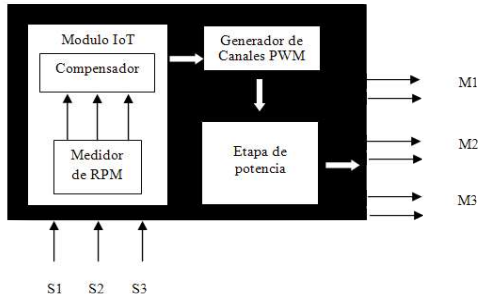 Modulo IoT
Compensador
Medidor
de RPM
Generador de
Canales PWM
Etapa de
potencia
M1
M2
M3
S1 S2 S3